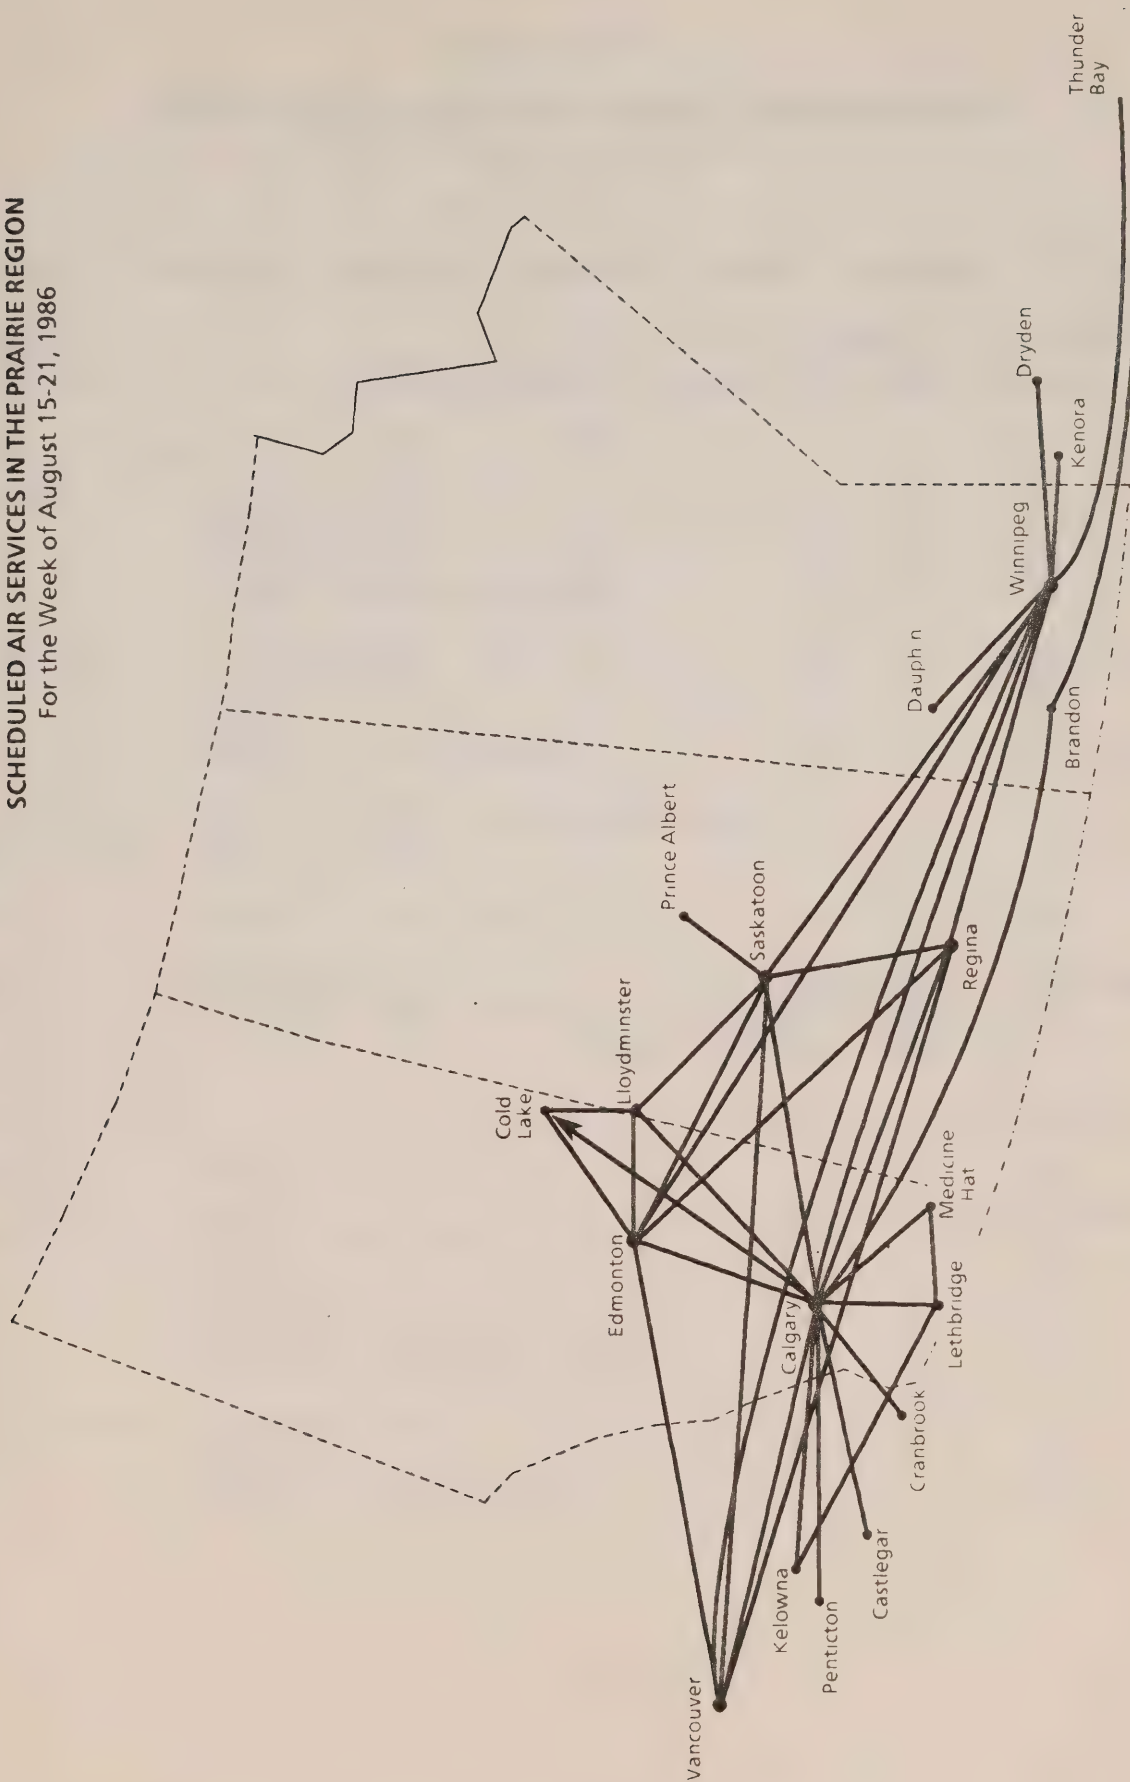 SCHEDULED AIR SERVICES IN THE PRAIRIE REGION
For the Week of August 15-21, 1986
Thunder
Bay
Dryden
Kenora
Winnipeg
Dauph n
Brandon
Prince Albert
Saskatoon
Regina
Lloydminster
Cold
Lake
Edmonton
Medicine
Hat
Calgary
Lethbridge
Cranbrook
Castlegar
Kelowna
Penticton
Vancouver